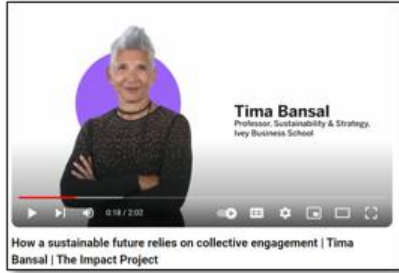 Tima Bansal
Professor, Sustainability & Strategy,
Ivey Business School
0:18 / 2:02
How a sustainable future relies on collective engagement | Tima
Bansal | The Impact Project